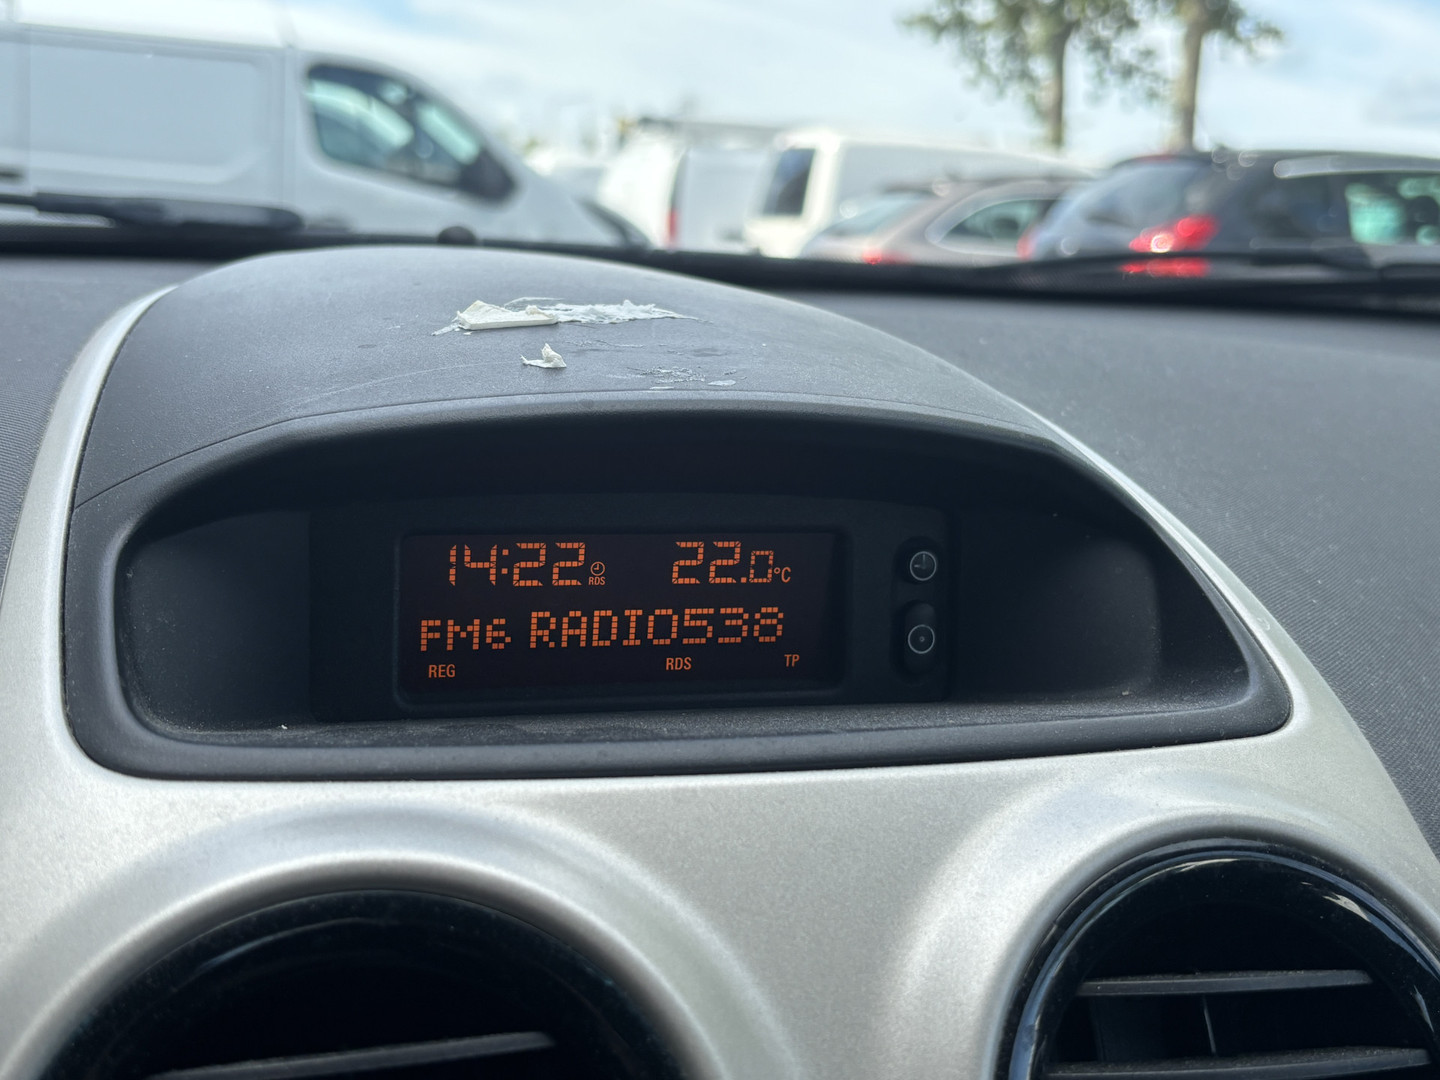 14:22 RDS 22.0°C
FM6 RADIO538
REG RDS TP